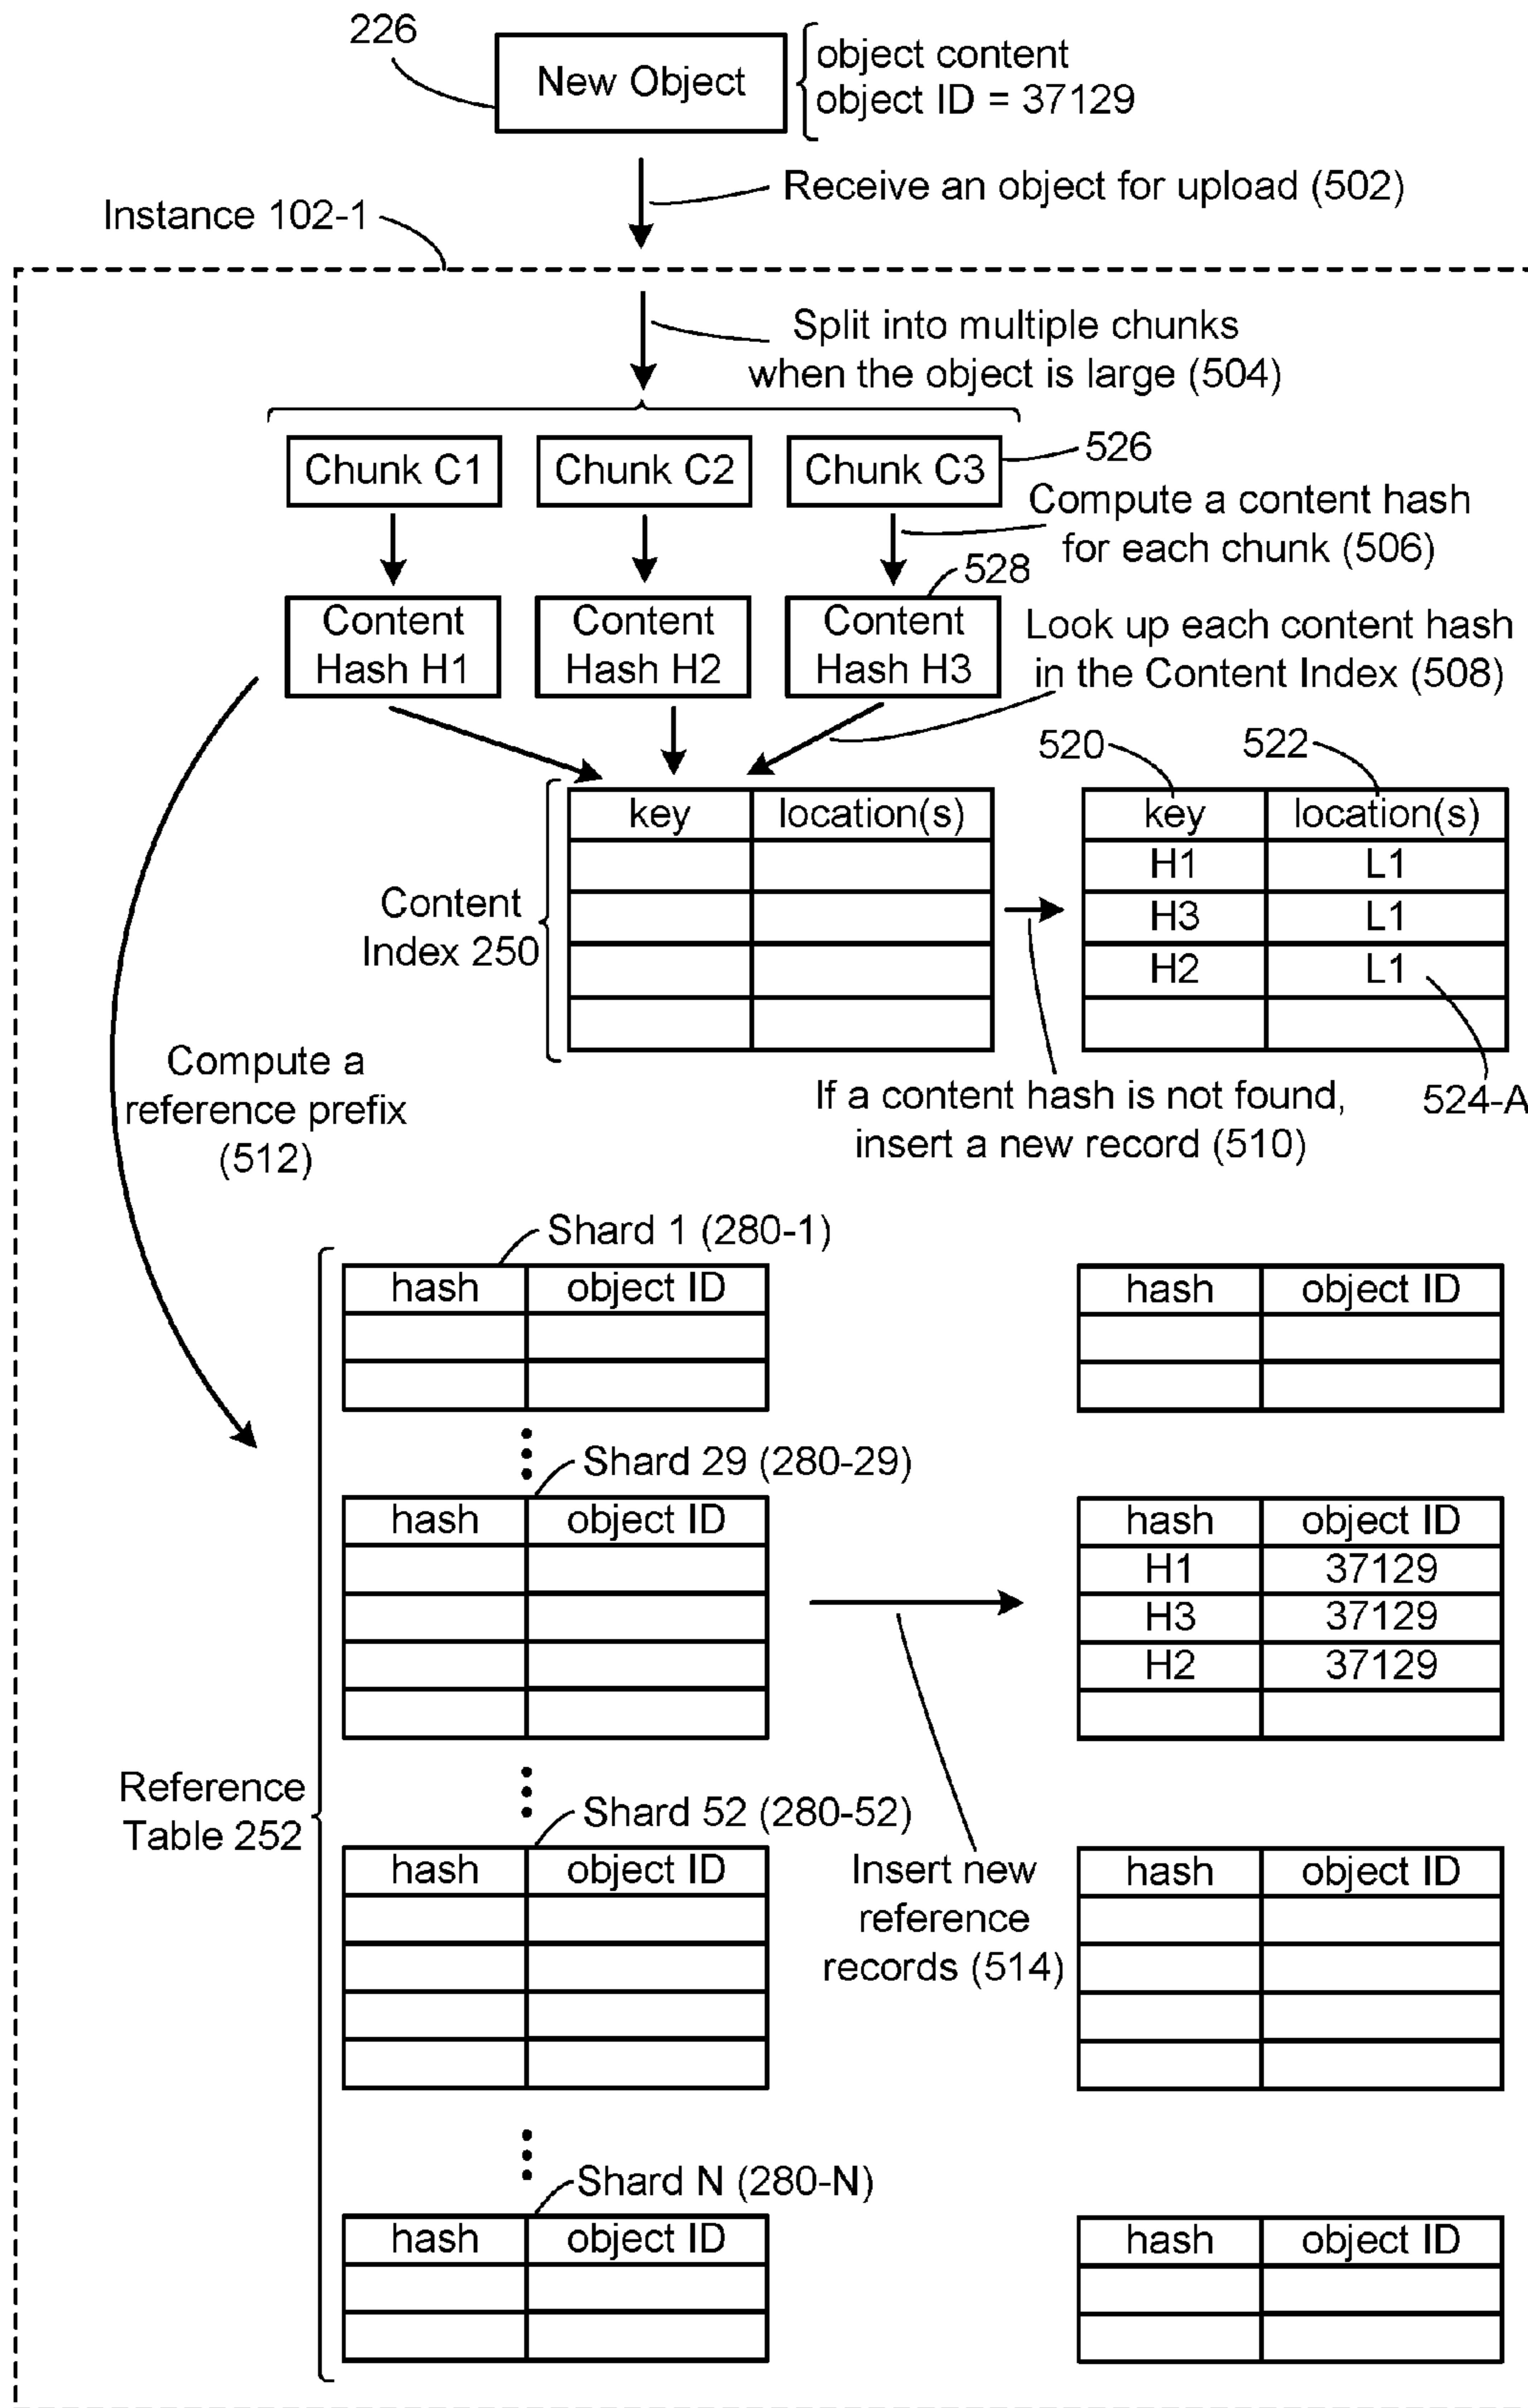 226
New Object
object content
object ID = 37129
Receive an object for upload (502)
Instance 102-1
Split into multiple chunks
when the object is large (504)
Chunk C1
Chunk C2
Chunk C3
526
Compute a content hash
for each chunk (506)
528
Content
Hash H1
Content
Hash H2
Content
Hash H3
Look up each content hash
in the Content Index (508)
520
522
key location(s)
key location(s)
H1 L1
H3 L1
H2 L1
Content
Index 250
524-A
If a content hash is not found,
insert a new record (510)
Compute a
reference prefix
(512)
Shard 1 (280-1)
hash object ID
hash object ID
Shard 29 (280-29)
hash object ID
hash object ID
H1 37129
H3 37129
H2 37129
Reference
Table 252
Shard 52 (280-52)
hash object ID
Insert new
reference
records (514)
hash object ID
Shard N (280-N)
hash object ID
hash object ID